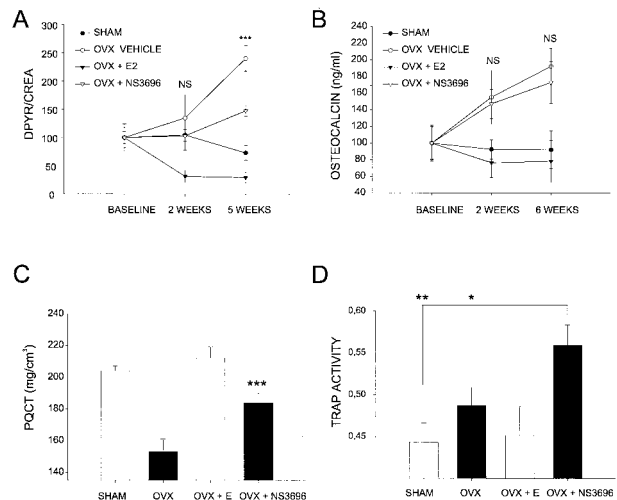 A
SHAM
OVX VEHICLE
OVX + E2
OVX + NS3696
DPYR/CREA
300
250
200
150
100
50
0
NS
***
BASELINE 2 WEEKS 5 WEEKS
B
SHAM
OVX VEHICLE
OVX + E2
OVX + NS3696
OSTEOCALCIN (ng/ml)
260
240
220
200
180
160
140
120
100
80
60
40
NS
NS
BASELINE 2 WEEKS 6 WEEKS
C
PQCT (mg/cm³)
240
220
200
180
160
140
***
SHAM OVX OVX + E OVX + NS3696
D
TRAP ACTIVITY
0,60
0,55
0,50
0,45
** *
SHAM OVX OVX + E OVX + NS3696